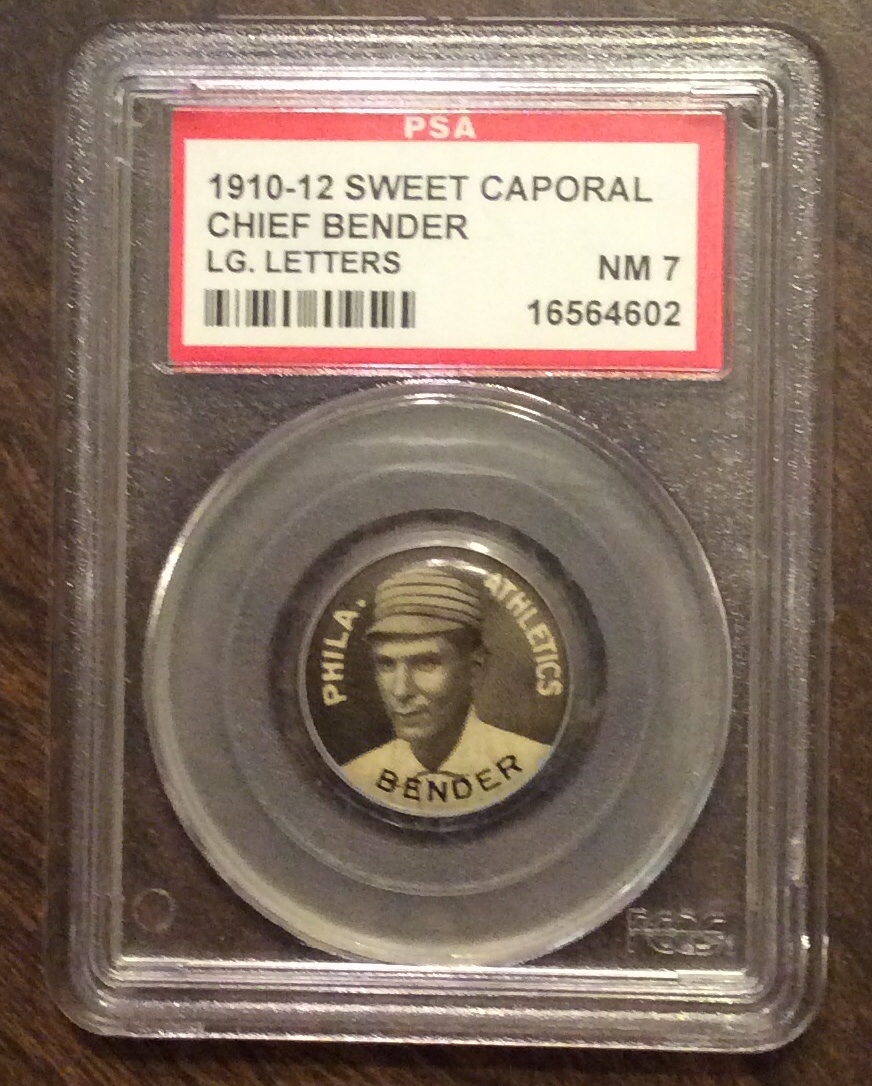 PSA
1910-12 SWEET CAPORAL
CHIEF BENDER
LG. LETTERS
NM 7
16564602
PHILA.
ATHLETICS
BENDER